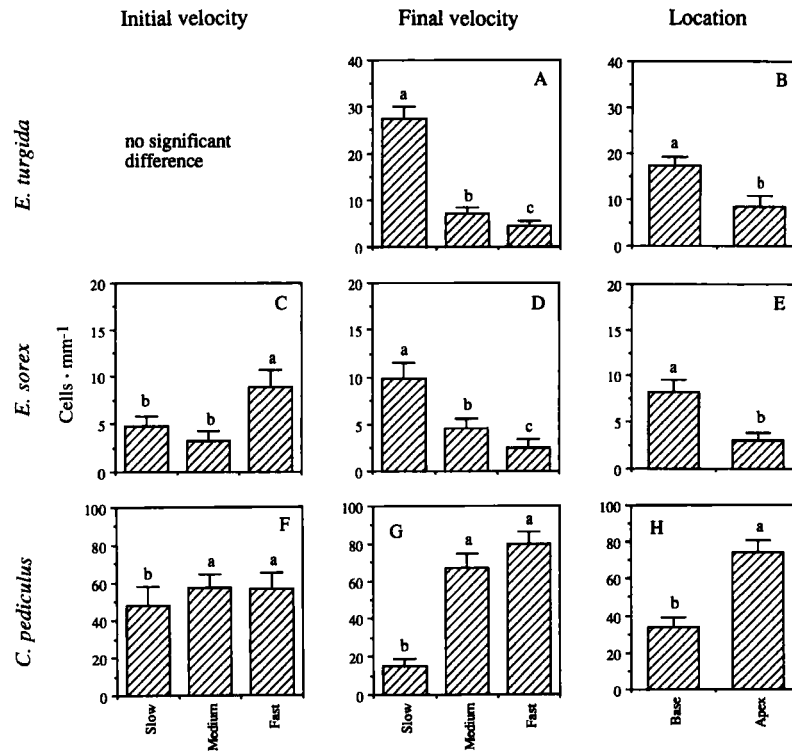 Initial velocity Final velocity Location
E. turgida
no significant
difference
40 30 20 10 0
A
a b c
40 30 20 10 0
B
a b
E. sorex
Cells · mm-1
20 15 10 5 0
C
b b a
20 15 10 5 0
D
a b c
20 15 10 5 0
E
a b
C. pediculus
100 80 60 40 20 0
F
b a a
Slow Medium Fast
100 80 60 40 20 0
G
b a a
Slow Medium Fast
100 80 60 40 20 0
H
b a
Base Apex